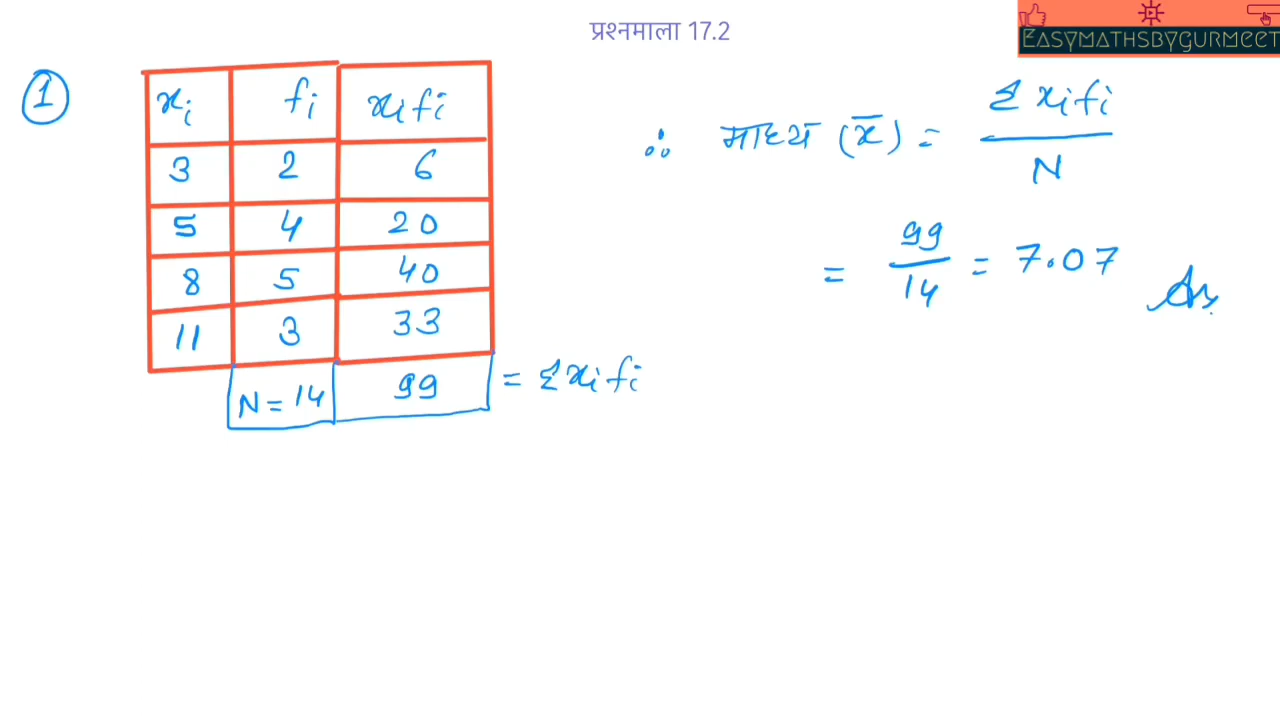 प्रश्नमाला 17.2
EASYMATHSBYGURMEET
1
xi fi xifi
3 2 6
5 4 20
8 5 40
11 3 33
N = 14 99 = Σxifi
∴ माध्य (x̄) = Σxifi / N
= 99/14 = 7.07 Ans